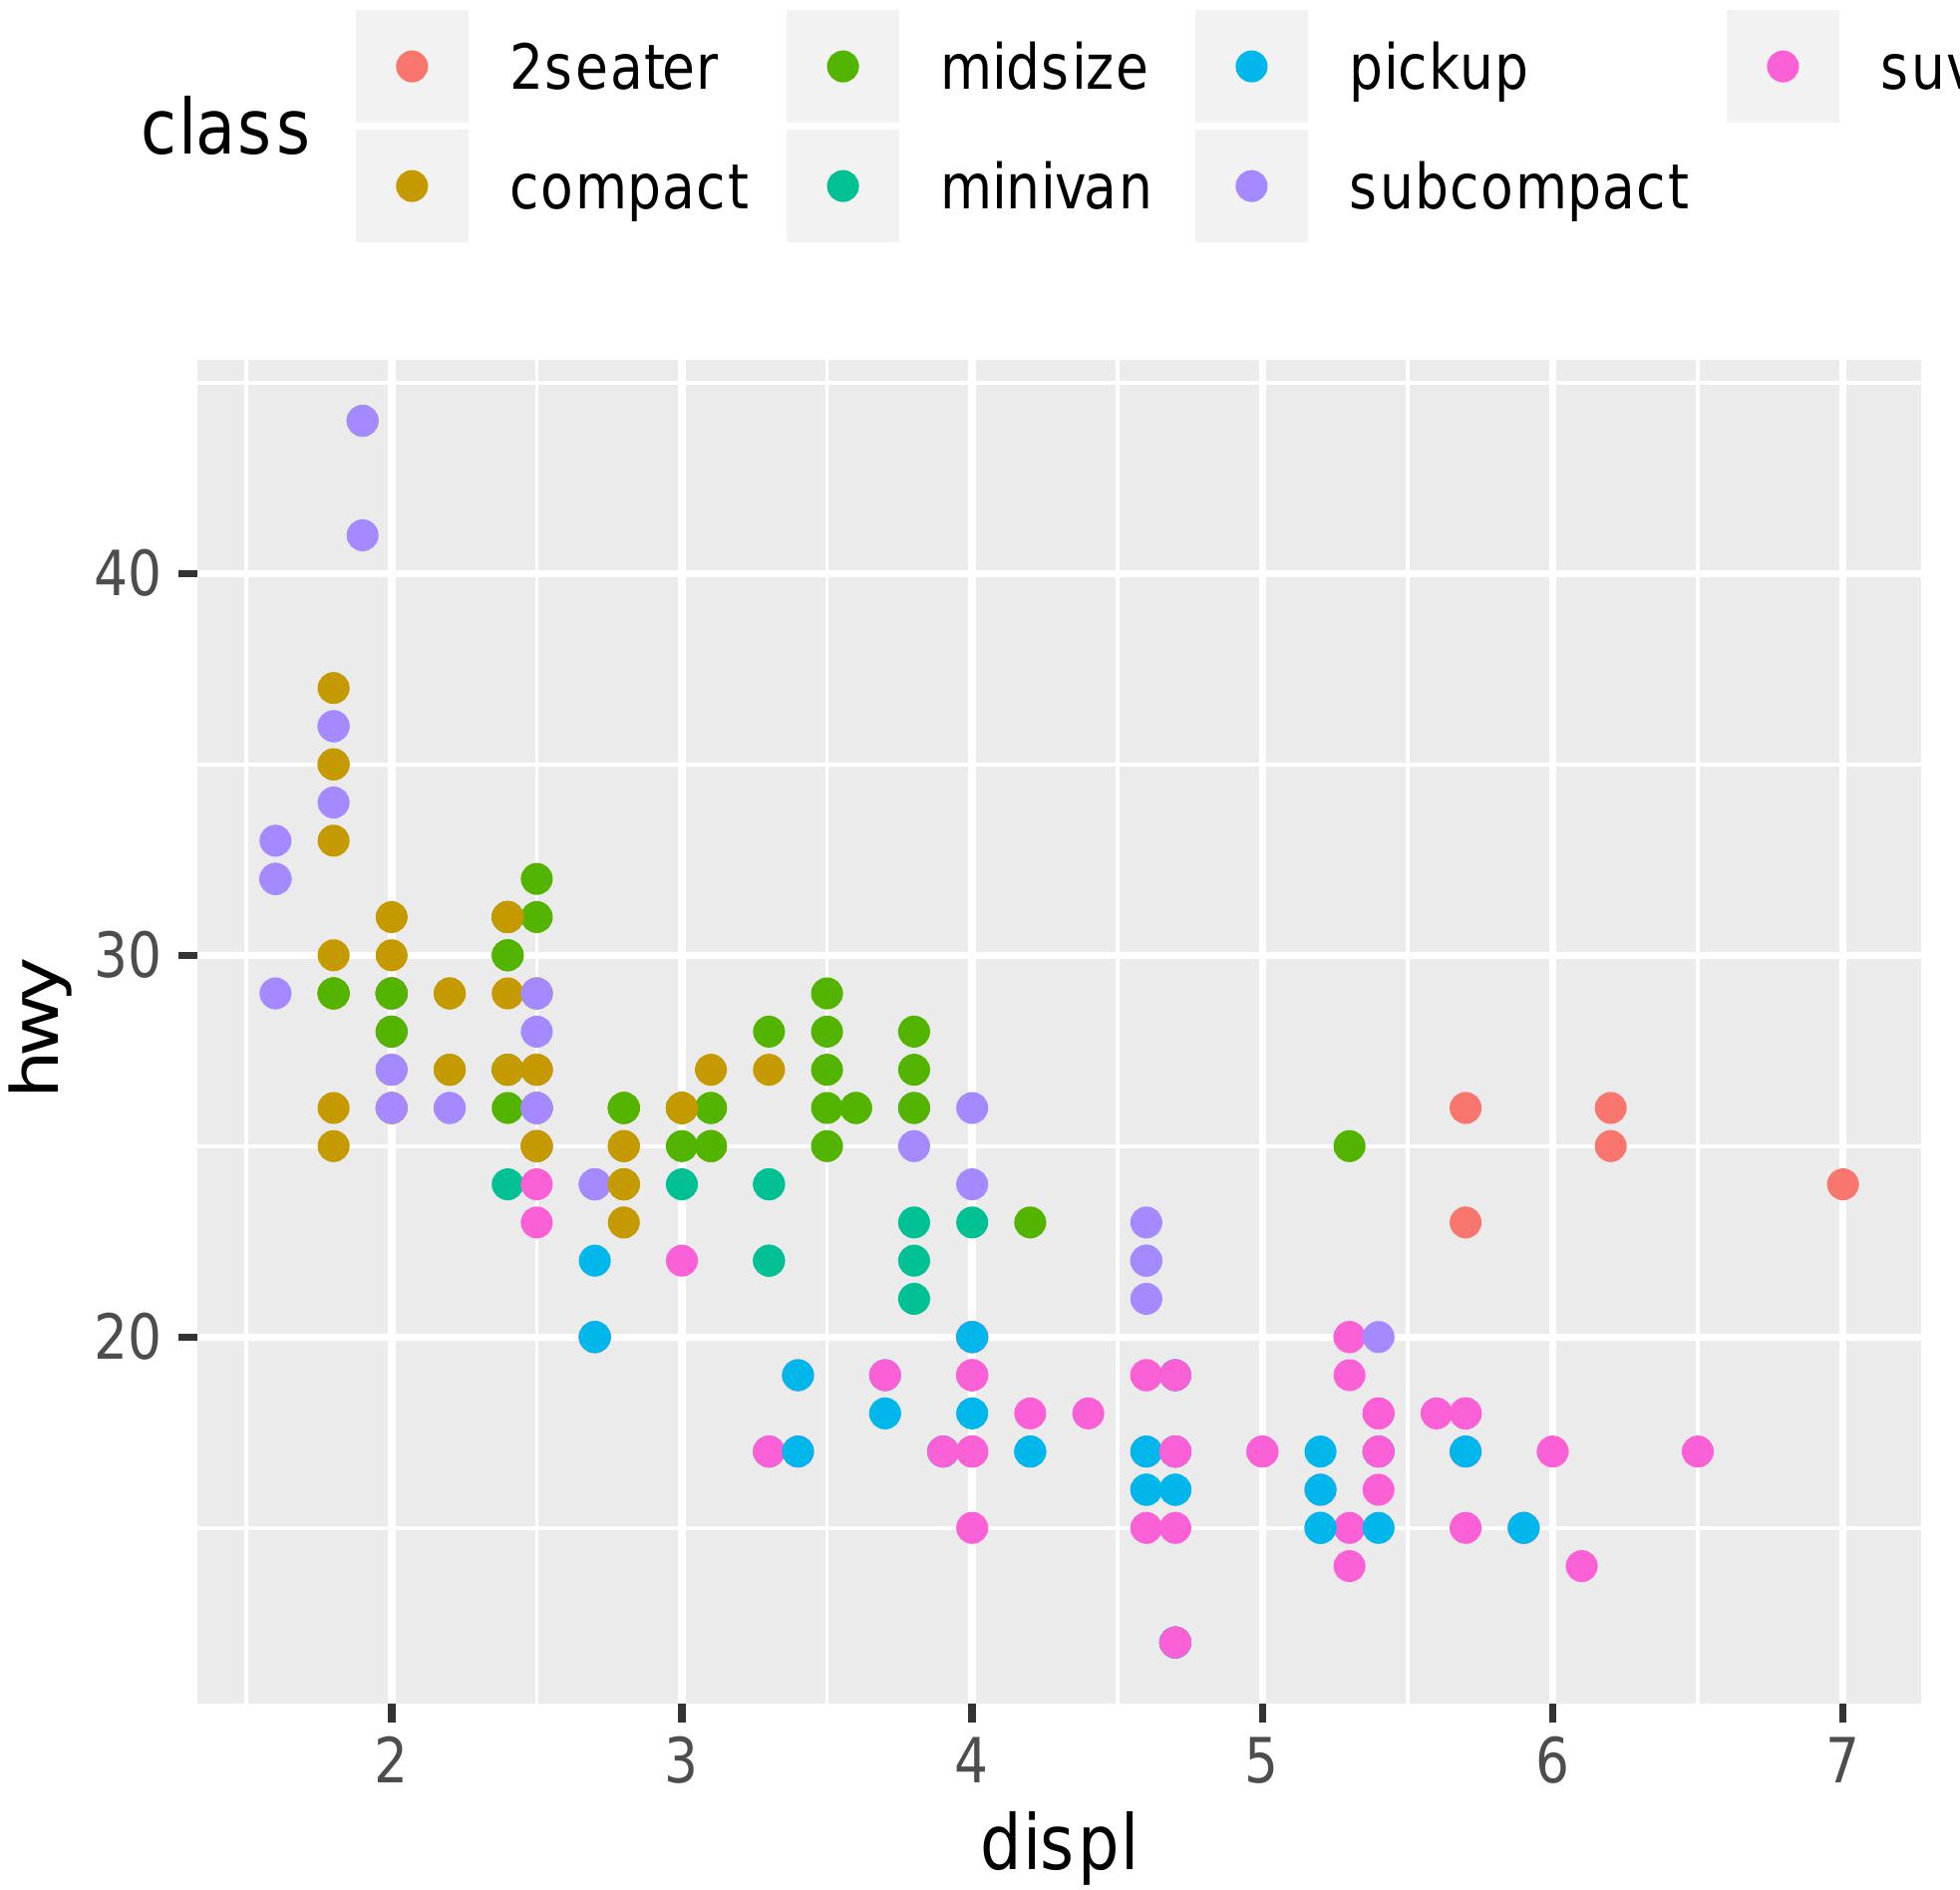 class
2seater
midsize
pickup
compact
minivan
subcompact
hwy
40
30
20
2
3
4
5
6
7
displ